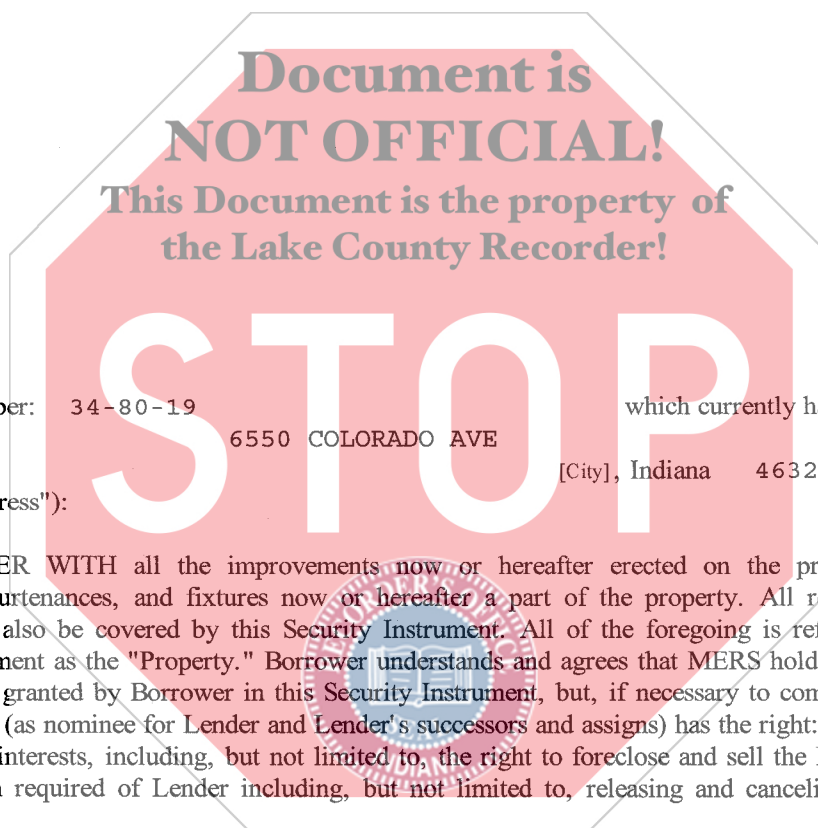 Document is
NOT OFFICIAL!
This Document is the property of
the Lake County Recorder!
STOP
ber: 34-80-19 which currently ha
6550 COLORADO AVE
[City], Indiana 4632
ress"):
ER WITH all the improvements now or hereafter erected on the pr
urtenances, and fixtures now or hereafter a part of the property. All r
also be covered by this Security Instrument. All of the foregoing is ref
ment as the "Property." Borrower understands and agrees that MERS hold
granted by Borrower in this Security Instrument, but, if necessary to com
(as nominee for Lender and Lender's successors and assigns) has the right:
interests, including, but not limited to, the right to foreclose and sell the
required of Lender including, but not limited to, releasing and canceli